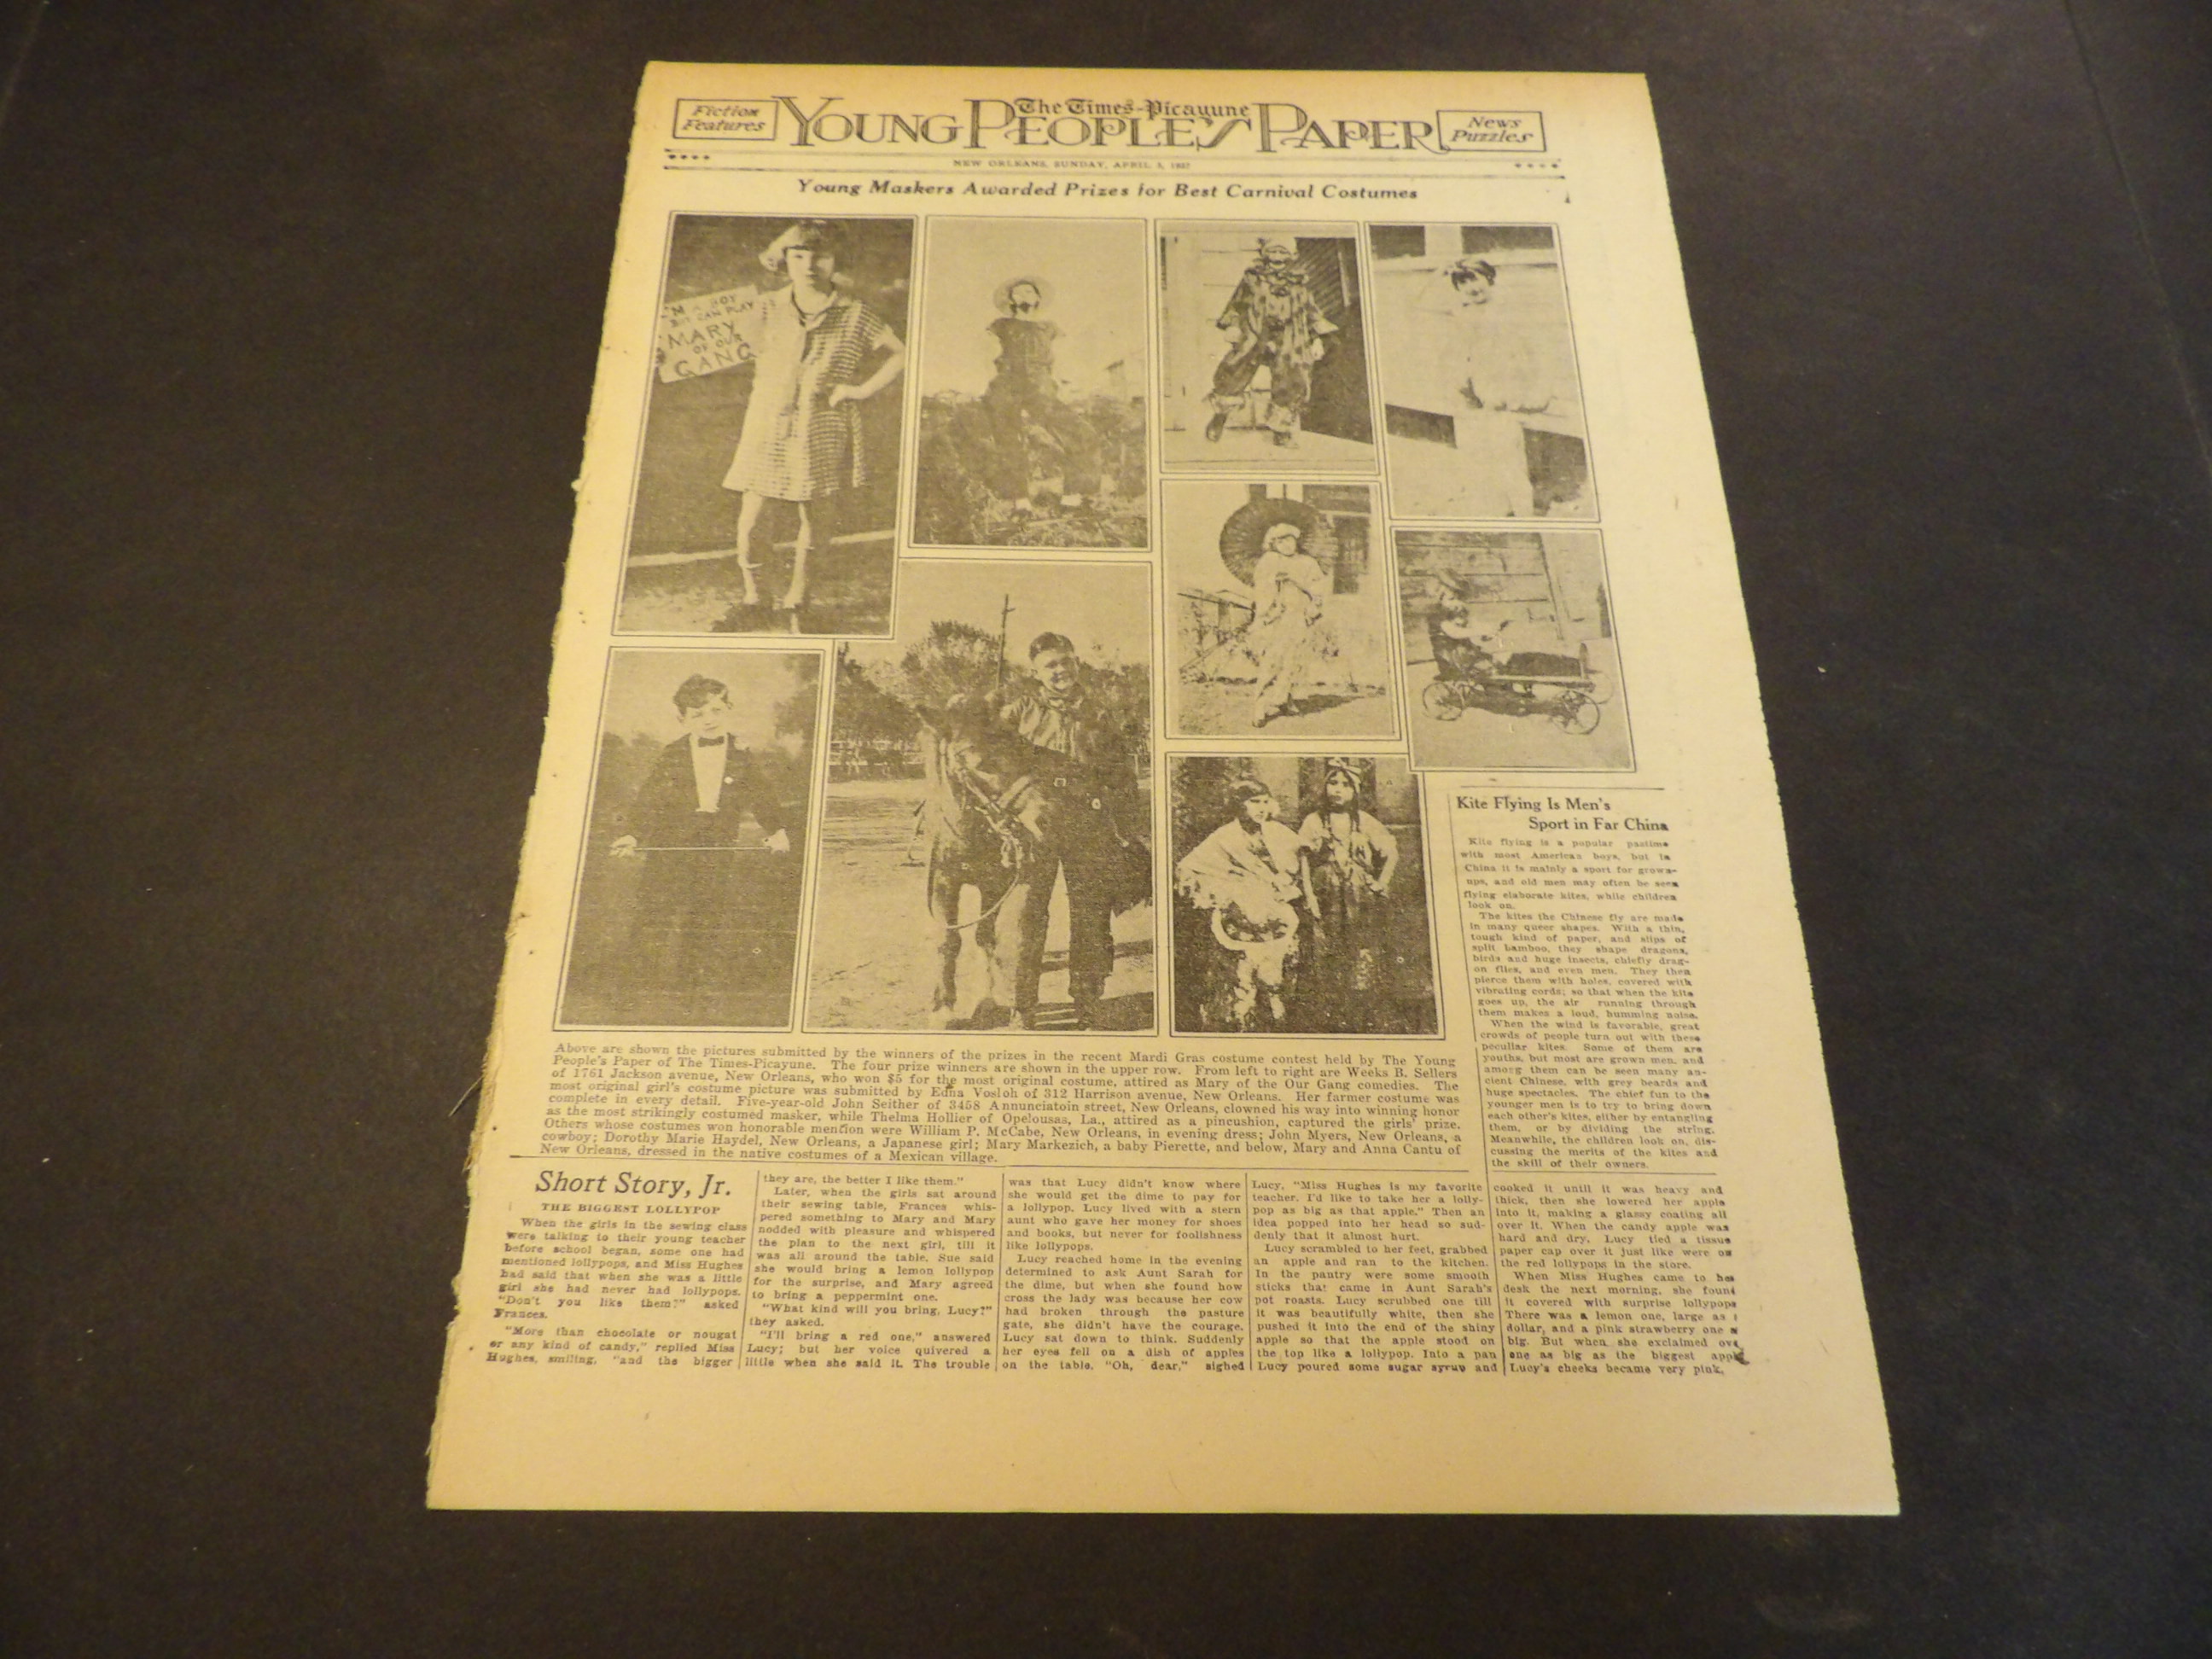 Fiction
Features
The Times-Picayune
YOUNG PEOPLE'S PAPER
News
Puzzles
NEW ORLEANS, SUNDAY, APRIL 3, 1927
Young Maskers Awarded Prizes for Best Carnival Costumes
I'M A BOY
BUT CAN PLAY
MARY
OF OUR
GANG
Above are shown the pictures submitted by the winners of the prizes in the recent Mardi Gras costume contest held by The Young
People's Paper of The Times-Picayune. The four prize winners are shown in the upper row. From left to right are Weeks B. Sellers
of 1761 Jackson avenue, New Orleans, who won $5 for the most original costume, attired as Mary of the Our Gang comedies. The
most original girl's costume picture was submitted by Edna Vosloh of 312 Harrison avenue, New Orleans. Her farmer costume was
complete in every detail. Five-year-old John Seither of 3458 Annunciatoin street, New Orleans, clowned his way into winning honor
as the most strikingly costumed masker, while Thelma Hollier of Opelousas, La., attired as a pincushion, captured the girls' prize.
Others whose costumes won honorable mention were William P. McCabe, New Orleans, in evening dress; John Myers, New Orleans, a
cowboy; Dorothy Marie Haydel, New Orleans, a Japanese girl; Mary Markezich, a baby Pierette, and below, Mary and Anna Cantu of
New Orleans, dressed in the native costumes of a Mexican village.
Kite Flying Is Men's
Sport in Far China
Kite flying is a popular pastime
with most American boys, but in
China it is mainly a sport for grown-
ups, and old men may often be seen
flying elaborate kites, while children
look on.
The kites the Chinese fly are made
in many queer shapes. With a thin,
tough kind of paper, and slips of
split bamboo, they shape dragons,
birds and huge insects, chiefly drag-
on flies, and even men. They then
pierce them with holes, covered with
vibrating cords; so that when the kite
goes up, the air running through
them makes a loud, humming noise.
When the wind is favorable, great
crowds of people turn out with these
peculiar kites. Some of them are
youths, but most are grown men, and
among them can be seen many an-
cient Chinese, with grey beards and
huge spectacles. The chief fun to the
younger men is to try to bring down
each other's kites, either by entangling
them, or by dividing the string.
Meanwhile, the children look on, dis-
cussing the merits of the kites and
the skill of their owners.
Short Story, Jr.
THE BIGGEST LOLLYPOP
When the girls in the sewing class
were talking to their young teacher
before school began, some one had
mentioned lollypops, and Miss Hughes
had said that when she was a little
girl she had never had lollypops.
"Don't you like them?" asked
Frances.
"More than chocolate or nougat
or any kind of candy," replied Miss
Hughes, smiling, "and the bigger
they are, the better I like them."
Later, when the girls sat around
their sewing table, Frances whis-
pered something to Mary and Mary
nodded with pleasure and whispered
the plan to the next girl, till it
was all around the table. Sue said
she would bring a lemon lollypop
for the surprise, and Mary agreed
to bring a peppermint one.
"What kind will you bring, Lucy?"
they asked.
"I'll bring a red one," answered
Lucy; but her voice quivered a
little when she said it. The trouble
was that Lucy didn't know where
she would get the dime to pay for
a lollypop. Lucy lived with a stern
aunt who gave her money for shoes
and books, but never for foolishness
like lollypops.
Lucy reached home in the evening
determined to ask Aunt Sarah for
the dime, but when she found how
cross the lady was because her cow
had broken through the pasture
gate, she didn't have the courage.
Lucy sat down to think. Suddenly
her eyes fell on a dish of apples
on the table. "Oh, dear," sighed
Lucy, "Miss Hughes is my favorite
teacher. I'd like to take her a lolly-
pop as big as that apple." Then an
idea popped into her head so sud-
denly that it almost hurt.
Lucy scrambled to her feet, grabbed
an apple and ran to the kitchen.
In the pantry were some smooth
sticks that came in Aunt Sarah's
pot roasts. Lucy scrubbed one till
it was beautifully white, then she
pushed it into the end of the shiny
apple so that the apple stood on
the top like a lollypop. Into a pan
Lucy poured some sugar syrup and
cooked it until it was heavy and
thick, then she lowered her apple
into it, making a glassy coating all
over it. When the candy apple was
hard and dry, Lucy tied a tissue
paper cap over it just like were on
the red lollypops in the store.
When Miss Hughes came to her
desk the next morning, she found
it covered with surprise lollypops
There was a lemon one, large as a
dollar, and a pink strawberry one as
big. But when she exclaimed over
one as big as the biggest apple
Lucy's cheeks became very pink.